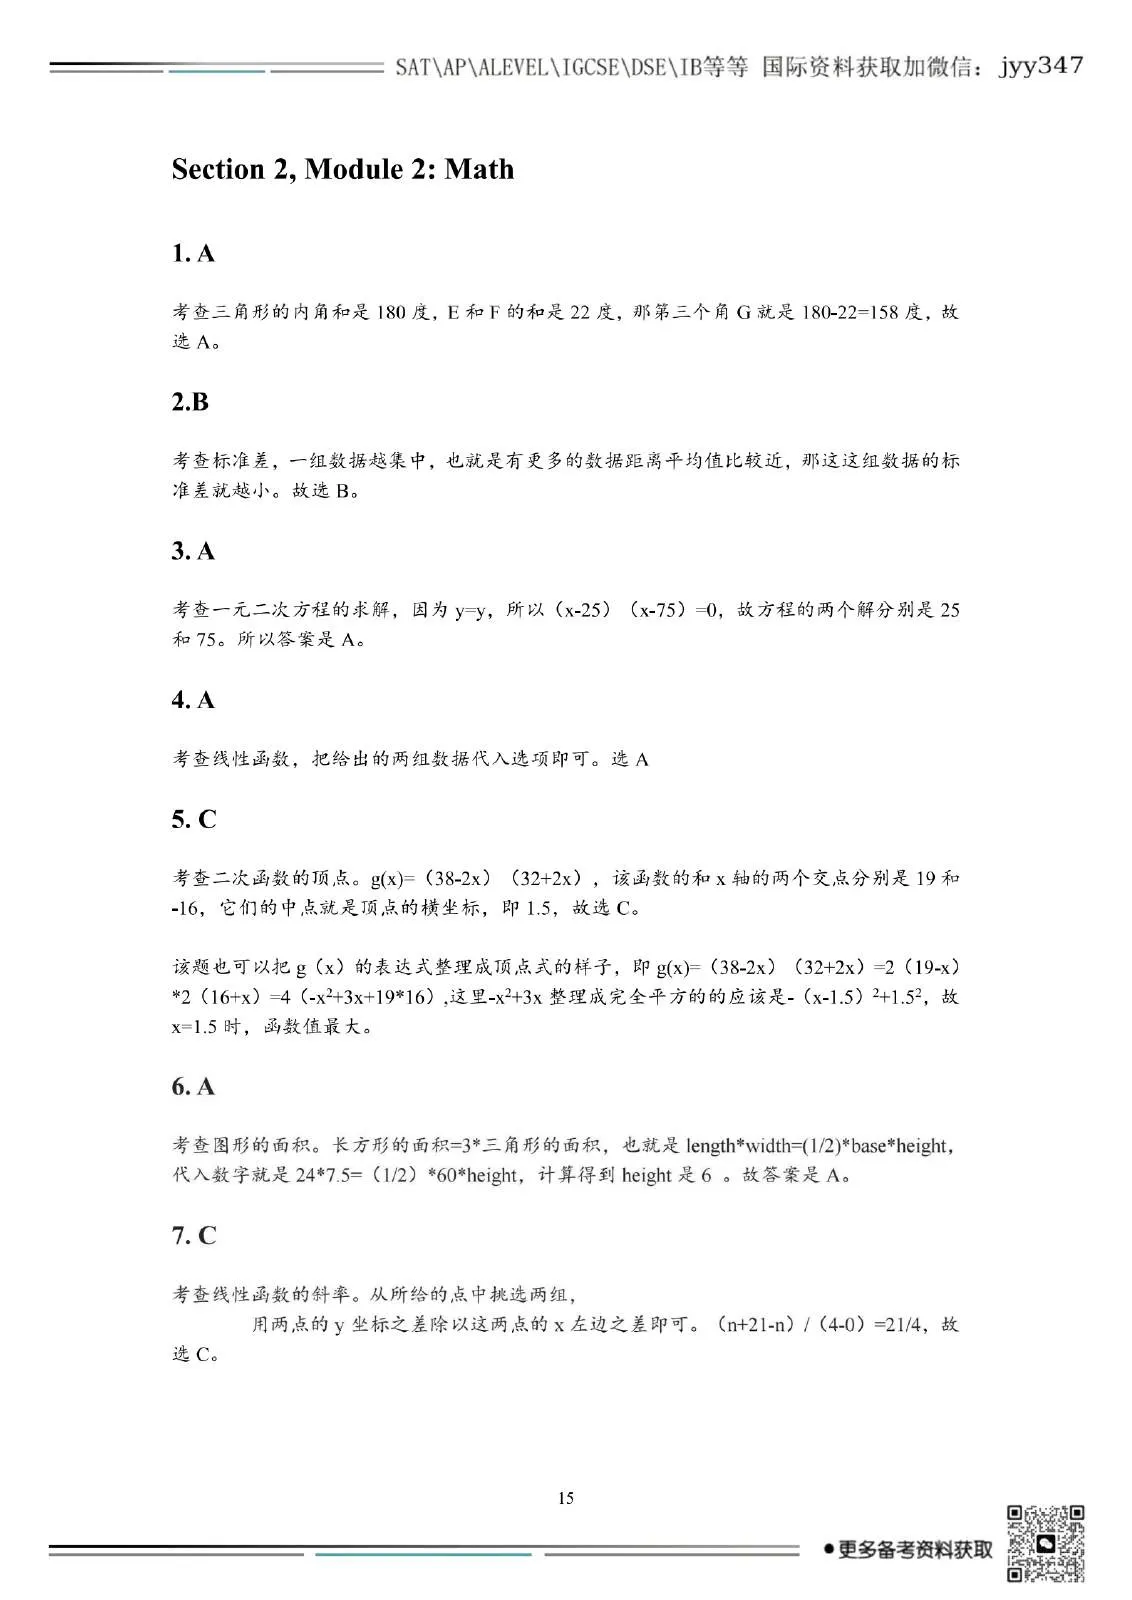 SAT\AP\ALEVEL\IGCSE\DSE\IB等等 国际资料获取加微信：jyy347
Section 2, Module 2: Math
1. A
考查三角形的内角和是 180 度，E 和 F 的和是 22 度，那第三个角 G 就是 180-22=158 度，故
选 A。
2.B
考查标准差，一组数据越集中，也就是有更多的数据距离平均值比较近，那这这组数据的标
准差就越小。故选 B。
3. A
考查一元二次方程的求解，因为 y=y，所以（x-25）（x-75）=0，故方程的两个解分别是 25
和 75。所以答案是 A。
4. A
考查线性函数，把给出的两组数据代入选项即可。选 A
5. C
考查二次函数的顶点。g(x)=（38-2x）（32+2x），该函数的和 x 轴的两个交点分别是 19 和
-16，它们的中点就是顶点的横坐标，即 1.5，故选 C。
该题也可以把 g（x）的表达式整理成顶点式的样子，即 g(x)=（38-2x）（32+2x）=2（19-x）
*2（16+x）=4（-x²+3x+19*16）,这里-x²+3x 整理成完全平方的的应该是-（x-1.5）²+1.5²，故
x=1.5 时，函数值最大。
6. A
考查图形的面积。长方形的面积=3*三角形的面积，也就是 length*width=(1/2)*base*height，
代入数字就是 24*7.5=（1/2）*60*height，计算得到 height 是 6 。故答案是 A。
7. C
考查线性函数的斜率。从所给的点中挑选两组，
用两点的 y 坐标之差除以这两点的 x 左边之差即可。（n+21-n）/（4-0）=21/4，故
选 C。
15
●更多备考资料获取